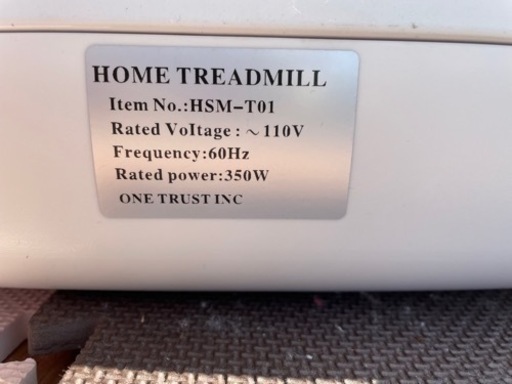 HOME TREADMILL
Item No.:HSM-T01
Rated Voltage : ~110V
Frequency:60Hz
Rated power:350W
ONE TRUST INC